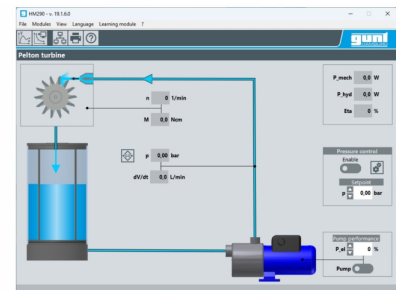 HM290 - v. 19.1.6.0
File Modules View Language Learning module ?
gunt
Pelton turbine
n 0 1/min
M 0,0 Ncm
p 0,00 bar
dV/dt 0,0 L/min
P_mech 0,0 W
P_hyd 0,0 W
Eta 0 %
Pressure control
Enable
Setpoint
p 0,00 bar
Pump performance
P_el 0 %
Pump